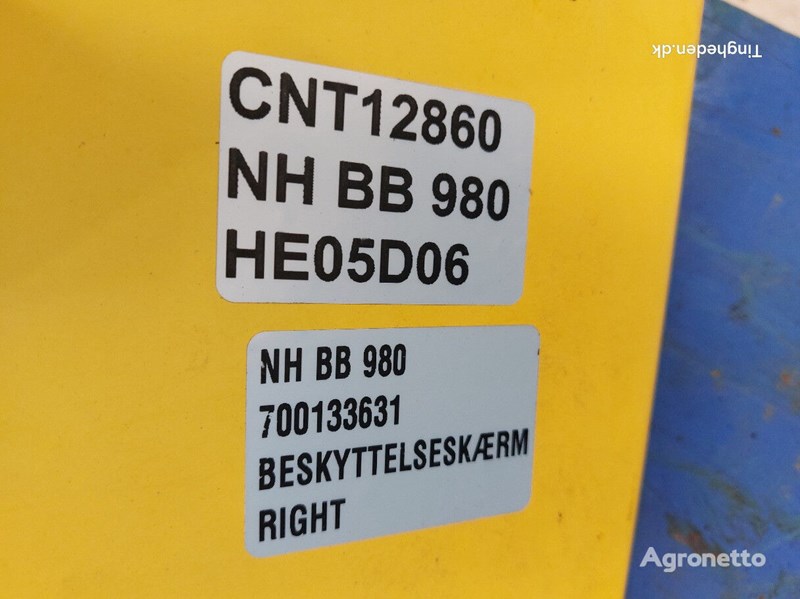 Tingheden.dk
CNT12860
NH BB 980
HE05D06
NH BB 980
700133631
BESKYTTELSESKÆRM
RIGHT
Agronetto